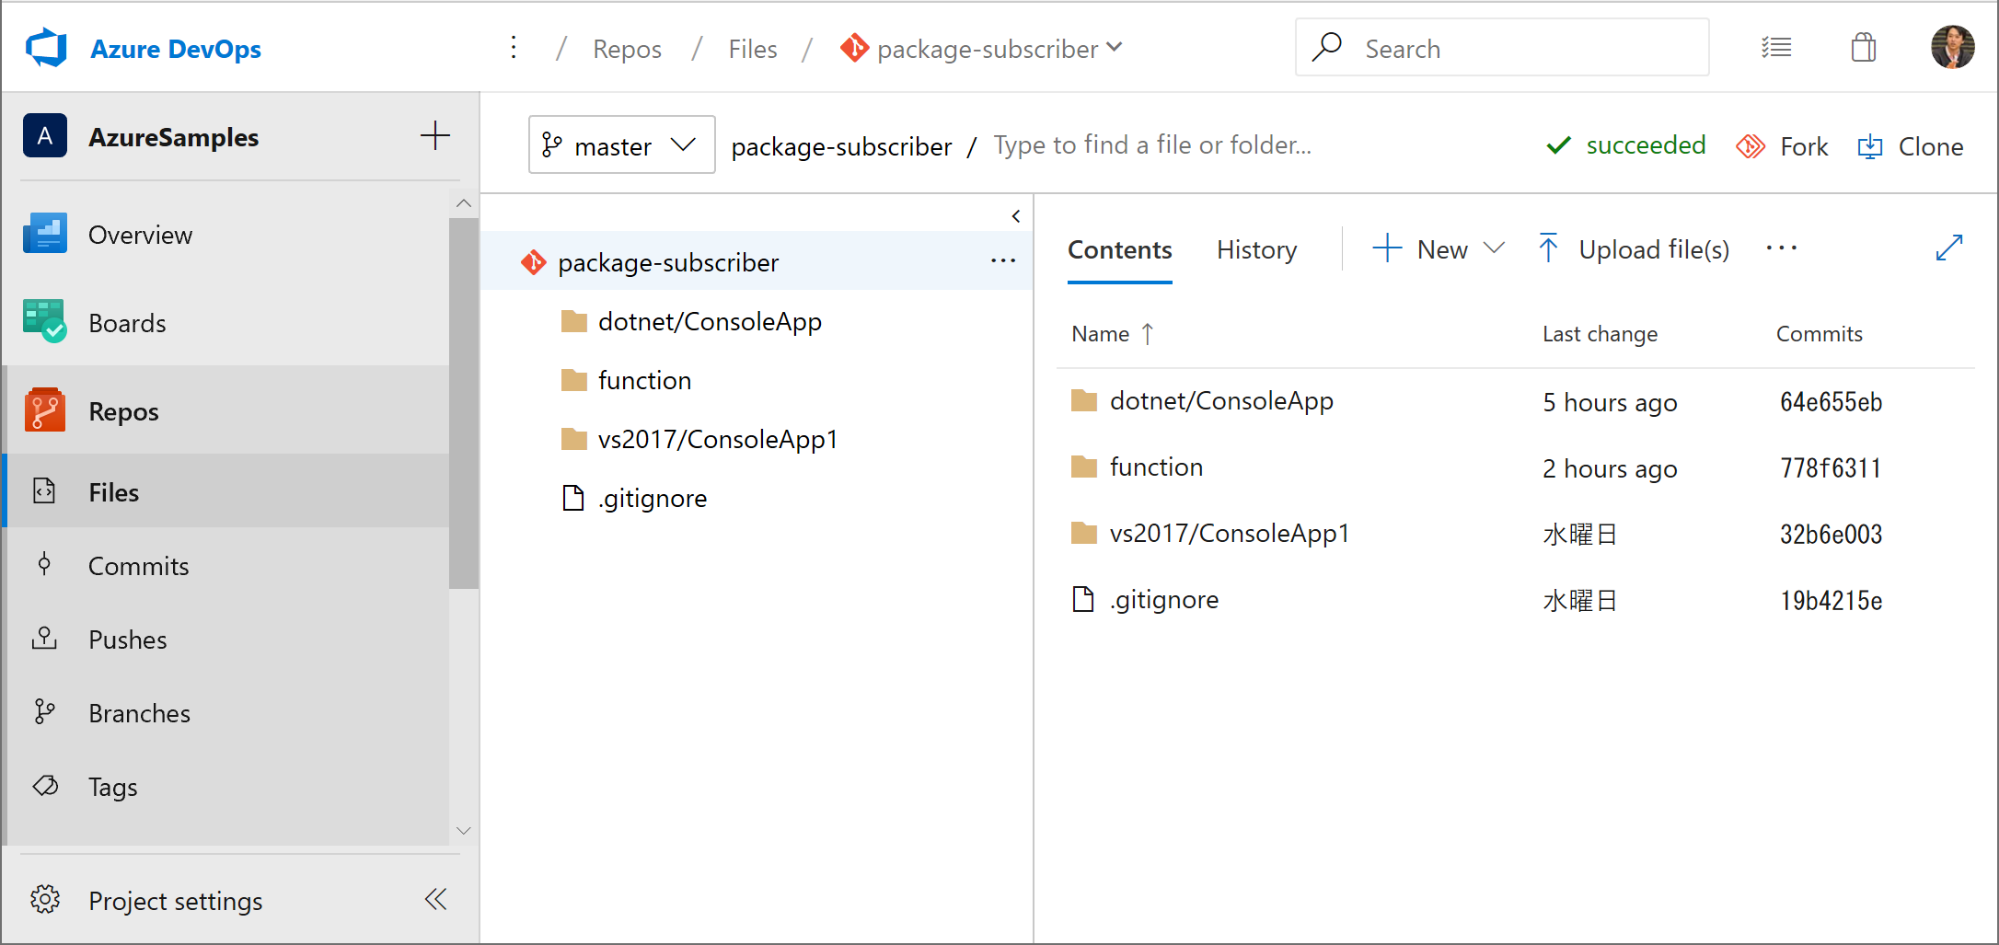 Azure DevOps
⋮ / Repos / Files / package-subscriber
Search
A AzureSamples +
master
package-subscriber / Type to find a file or folder...
succeeded
Fork
Clone
Overview
Boards
Repos
Files
Commits
Pushes
Branches
Tags
Project settings
package-subscriber ...
dotnet/ConsoleApp
function
vs2017/ConsoleApp1
.gitignore
Contents History + New Upload file(s) ...
Name ↑ Last change Commits
dotnet/ConsoleApp 5 hours ago 64e655eb
function 2 hours ago 778f6311
vs2017/ConsoleApp1 水曜日 32b6e003
.gitignore 水曜日 19b4215e